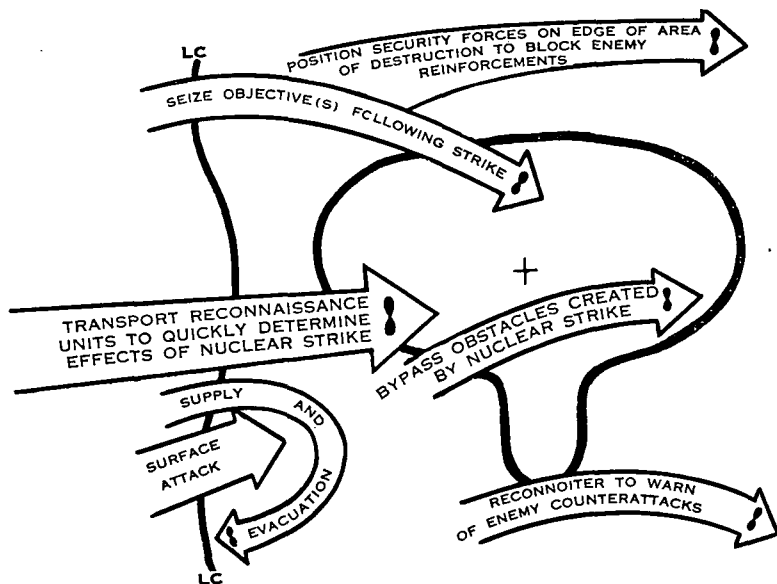 LC
POSITION SECURITY FORCES ON EDGE OF AREA
OF DESTRUCTION TO BLOCK ENEMY
REINFORCEMENTS
SEIZE OBJECTIVE(S) FCLLOWING STRIKE
TRANSPORT RECONNAISSANCE
UNITS TO QUICKLY DETERMINE
EFFECTS OF NUCLEAR STRIKE
BYPASS OBSTACLES CREATED
BY NUCLEAR STRIKE
SUPPLY AND
EVACUATION
SURFACE
ATTACK
RECONNOITER TO WARN
OF ENEMY COUNTERATTACKS
LC